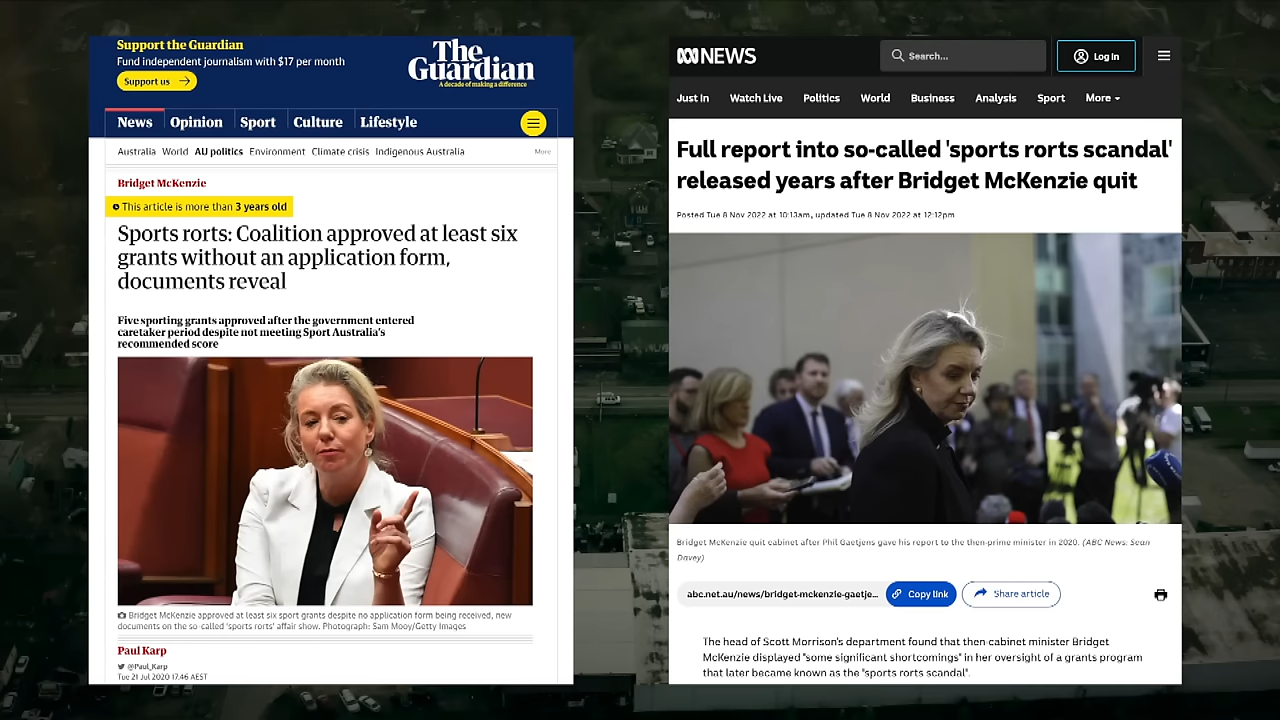 Support the Guardian
Fund independent journalism with $17 per month
Support us
The
Guardian
A decade of making a difference
News Opinion Sport Culture Lifestyle
Australia World AU politics Environment Climate crisis Indigenous Australia More
Bridget McKenzie
This article is more than 3 years old
Sports rorts: Coalition approved at least six
grants without an application form,
documents reveal
Five sporting grants approved after the government entered
caretaker period despite not meeting Sport Australia's
recommended score
Bridget McKenzie approved at least six sport grants despite no application form being received, new
documents on the so-called 'sports rorts' affair show. Photograph: Sam Mooy/Getty Images
Paul Karp
@Paul_Karp
Tue 21 Jul 2020 17.46 AEST
NEWS
Search...
Log In
Just In Watch Live Politics World Business Analysis Sport More
Full report into so-called 'sports rorts scandal'
released years after Bridget McKenzie quit
Posted Tue 8 Nov 2022 at 10:13am, updated Tue 8 Nov 2022 at 12:12pm
Bridget McKenzie quit cabinet after Phil Gaetjens gave his report to the then-prime minister in 2020. (ABC News: Sean
Davey)
abc.net.au/news/bridget-mckenzie-gaetje...
Copy link
Share article
The head of Scott Morrison's department found that then-cabinet minister Bridget
McKenzie displayed "some significant shortcomings" in her oversight of a grants program
that later became known as the "sports rorts scandal".